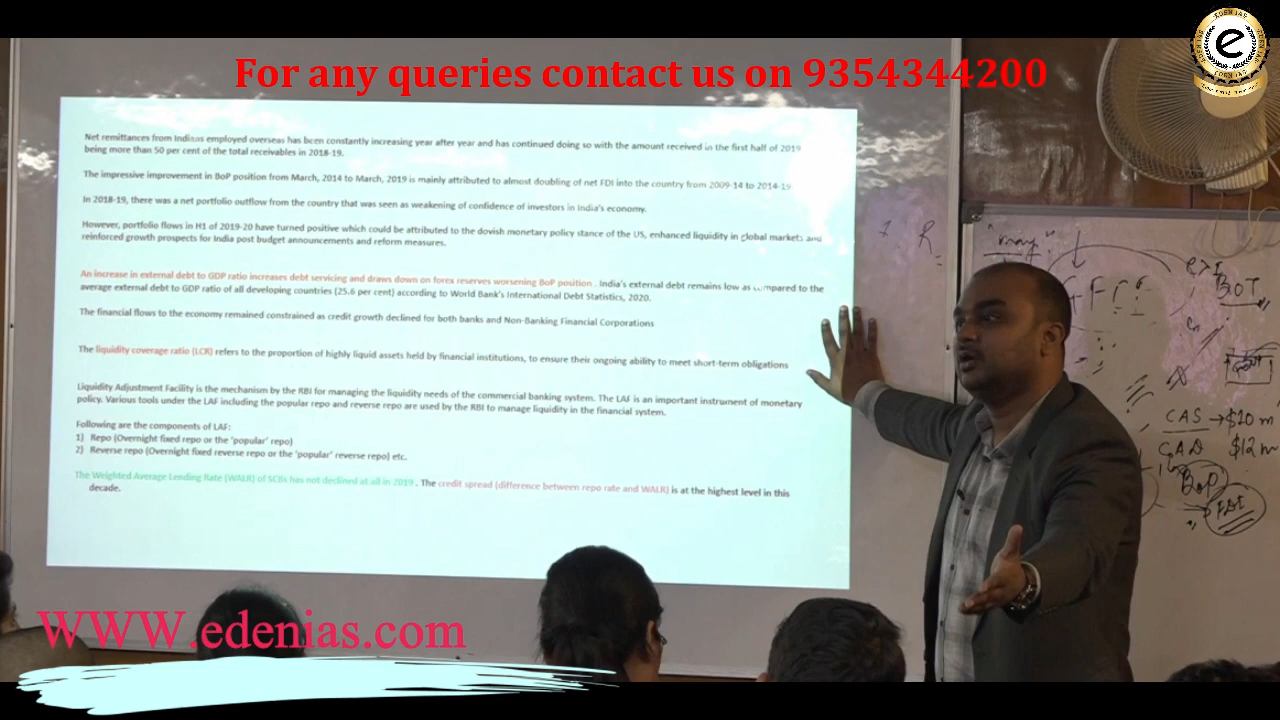 For any queries contact us on 9354344200
EDEN IAS
Net remittances from Indians employed overseas has been constantly increasing year after year and has continued doing so with the amount received in the first half of 2019
being more than 50 per cent of the total receivables in 2018-19.
The impressive improvement in BoP position from March, 2014 to March, 2019 is mainly attributed to almost doubling of net FDI into the country from 2009-14 to 2014-19
In 2018-19, there was a net portfolio outflow from the country that was seen as weakening of confidence of investors in India's economy.
However, portfolio flows in H1 of 2019-20 have turned positive which could be attributed to the dovish monetary policy stance of the US, enhanced liquidity in global markets and
reinforced growth prospects for India post budget announcements and reform measures.
An increase in external debt to GDP ratio increases debt servicing and draws down on forex reserves worsening BoP position . India's external debt remains low as compared to the
average external debt to GDP ratio of all developing countries (25.6 per cent) according to World Bank's International Debt Statistics, 2020.
The financial flows to the economy remained constrained as credit growth declined for both banks and Non-Banking Financial Corporations
The liquidity coverage ratio (LCR) refers to the proportion of highly liquid assets held by financial institutions, to ensure their ongoing ability to meet short-term obligations
Liquidity Adjustment Facility is the mechanism by the RBI for managing the liquidity needs of the commercial banking system. The LAF is an important instrument of monetary
policy. Various tools under the LAF including the popular repo and reverse repo are used by the RBI to manage liquidity in the financial system.
Following are the components of LAF:
1) Repo (Overnight fixed repo or the 'popular' repo)
2) Reverse repo (Overnight fixed reverse repo or the 'popular' reverse repo) etc.
The Weighted Average Lending Rate (WALR) of SCBs has not declined at all in 2019 . The credit spread (difference between repo rate and WALR) is at the highest level in this
decade.
R
"may"
BOT
CAS → $10 m
CAD $12 m
BoP
FDI
WWW.edenias.com